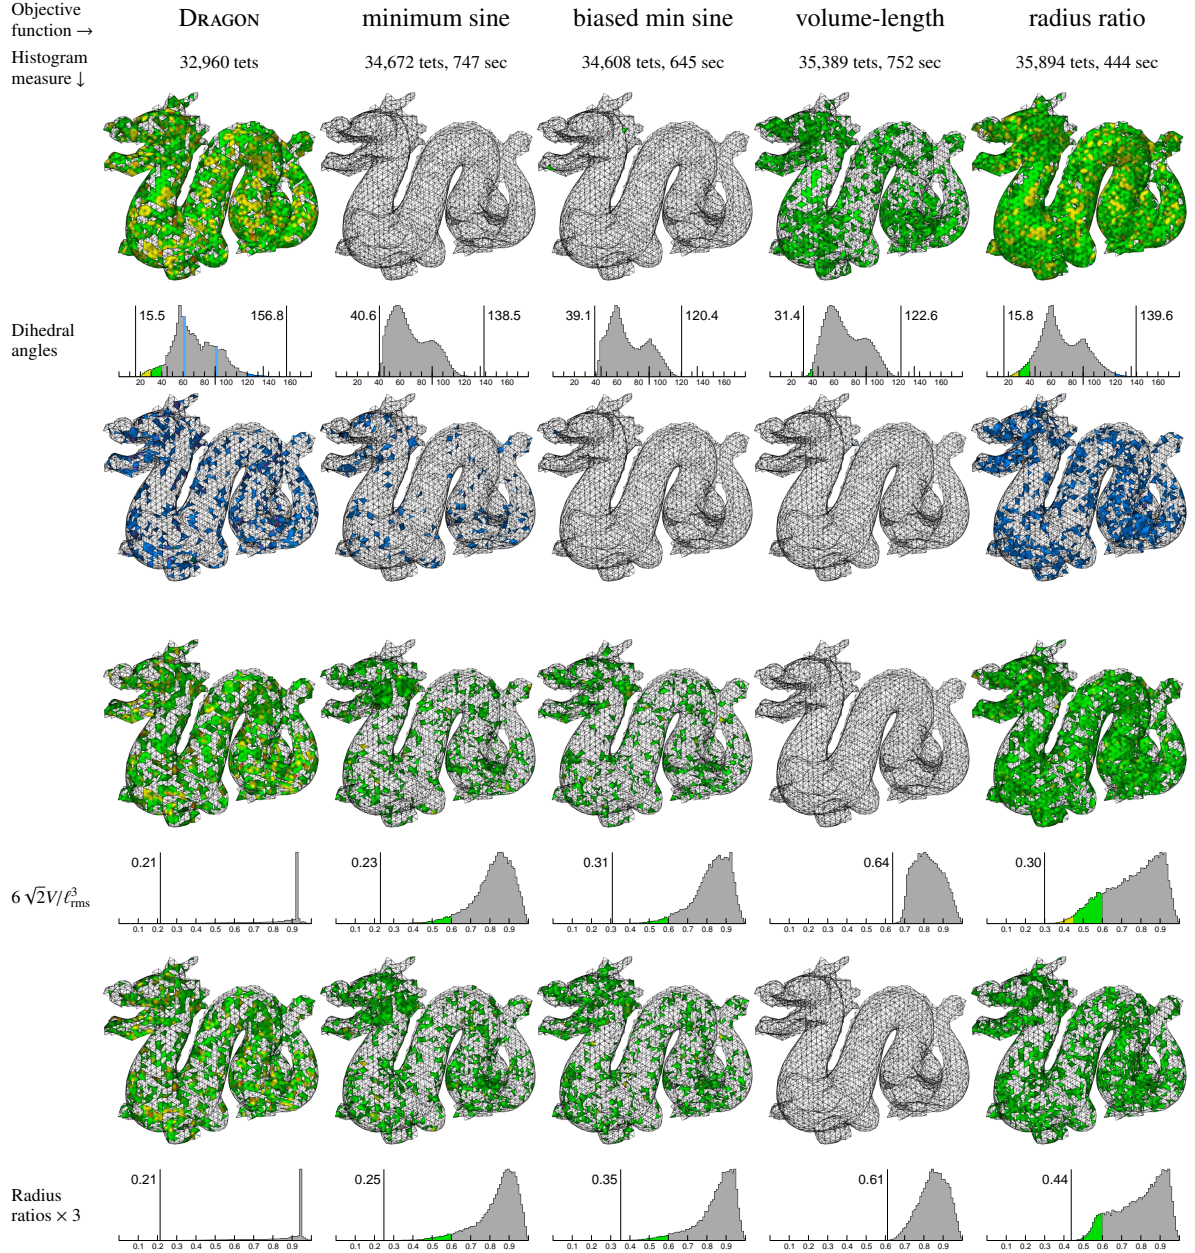 Objective function → DRAGON minimum sine biased min sine volume-length radius ratio
Histogram measure ↓ 32,960 tets 34,672 tets, 747 sec 34,608 tets, 645 sec 35,389 tets, 752 sec 35,894 tets, 444 sec
Dihedral angles
15.5 156.8 40.6 138.5 39.1 120.4 31.4 122.6 15.8 139.6
20 40 60 80 100 120 140 160 20 40 60 80 100 120 140 160 20 40 60 80 100 120 140 160 20 40 60 80 100 120 140 160 20 40 60 80 100 120 140 160
6 √2V/ℓ³rms
0.21 0.23 0.31 0.64 0.30
0.1 0.2 0.3 0.4 0.5 0.6 0.7 0.8 0.9 0.1 0.2 0.3 0.4 0.5 0.6 0.7 0.8 0.9 0.1 0.2 0.3 0.4 0.5 0.6 0.7 0.8 0.9 0.1 0.2 0.3 0.4 0.5 0.6 0.7 0.8 0.9 0.1 0.2 0.3 0.4 0.5 0.6 0.7 0.8 0.9
Radius ratios × 3
0.21 0.25 0.35 0.61 0.44
0.1 0.2 0.3 0.4 0.5 0.6 0.7 0.8 0.9 0.1 0.2 0.3 0.4 0.5 0.6 0.7 0.8 0.9 0.1 0.2 0.3 0.4 0.5 0.6 0.7 0.8 0.9 0.1 0.2 0.3 0.4 0.5 0.6 0.7 0.8 0.9 0.1 0.2 0.3 0.4 0.5 0.6 0.7 0.8 0.9